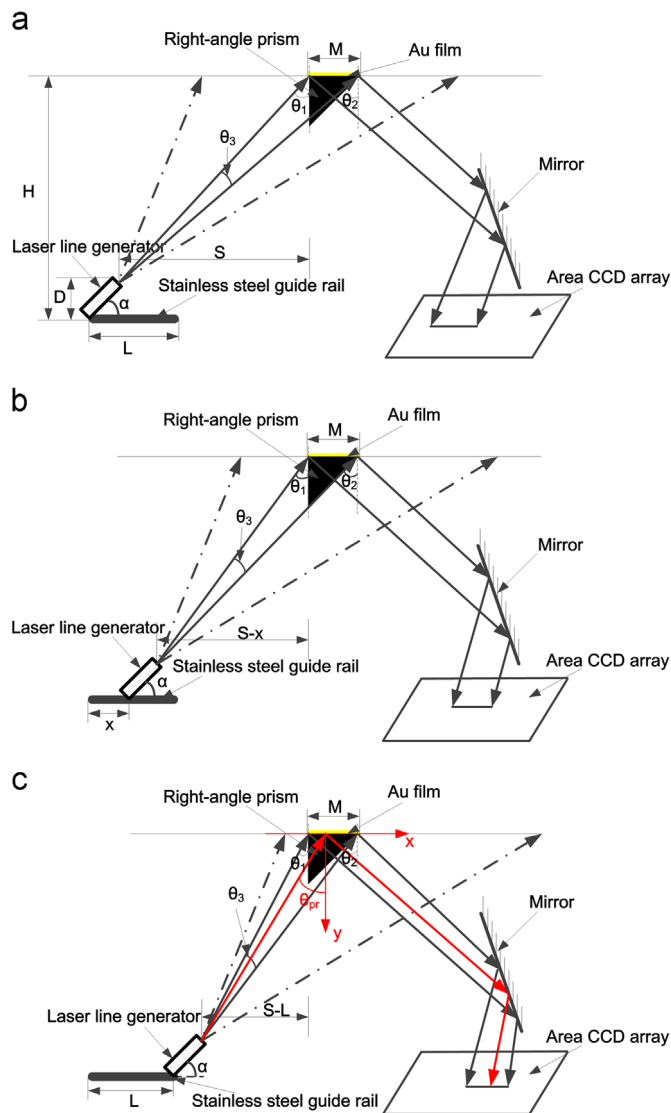 a
Right-angle prism
M
Au film
θ1
θ2
θ3
H
Mirror
Laser line generator
S
Area CCD array
D
α
Stainless steel guide rail
L
b
Right-angle prism
M
Au film
θ1
θ2
θ3
Mirror
Laser line generator
S-x
Area CCD array
α
Stainless steel guide rail
x
c
Right-angle prism
M
Au film
x
θ1
θ2
θ3
θpr
y
Mirror
S-L
Laser line generator
Area CCD array
α
L
Stainless steel guide rail